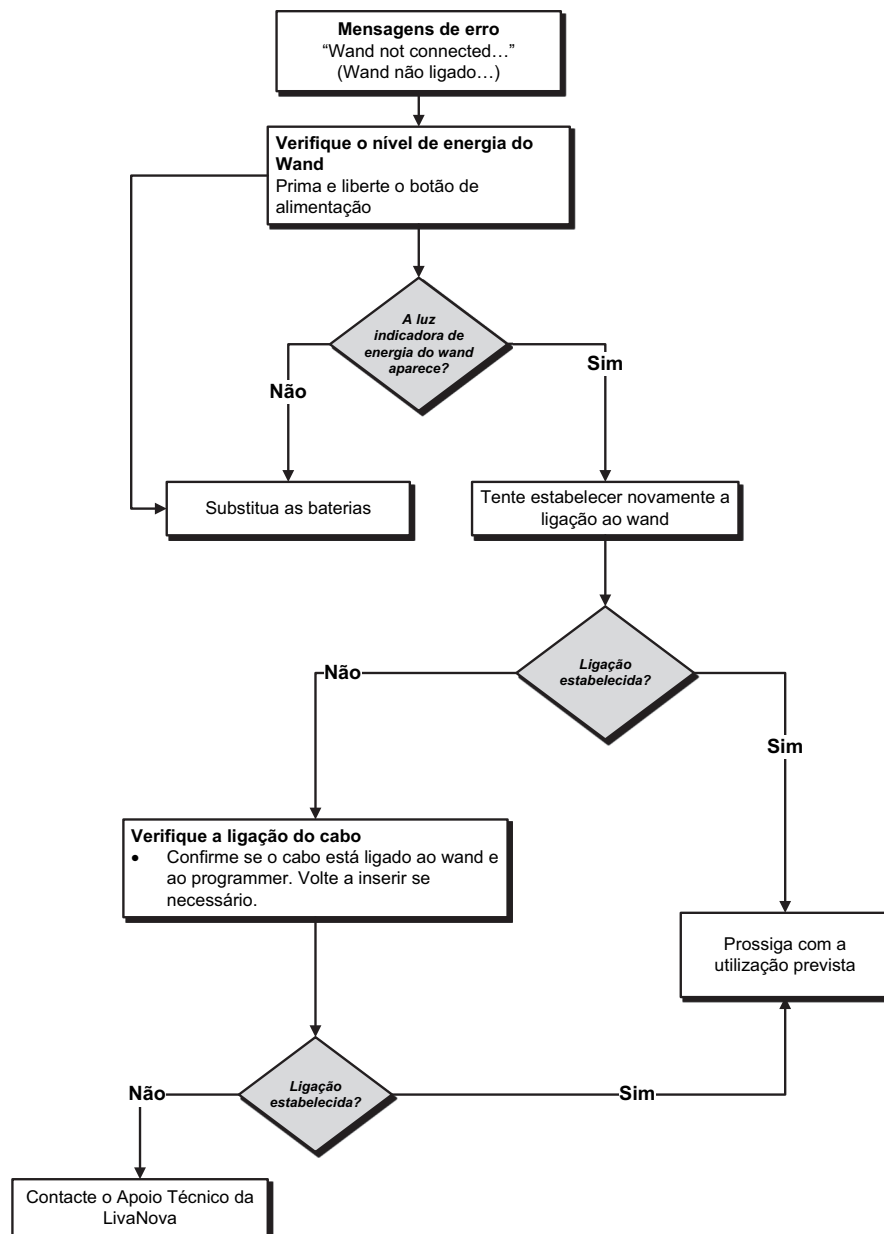 Mensagens de erro
“Wand not connected…”
(Wand não ligado…)
Verifique o nível de energia do
Wand
Prima e liberte o botão de
alimentação
A luz
indicadora de
energia do wand
aparece?
Não
Sim
Substitua as baterias
Tente estabelecer novamente a
ligação ao wand
Ligação
estabelecida?
Não
Sim
Verifique a ligação do cabo
• Confirme se o cabo está ligado ao wand e
ao programmer. Volte a inserir se
necessário.
Prossiga com a
utilização prevista
Ligação
estabelecida?
Não
Sim
Contacte o Apoio Técnico da
LivaNova